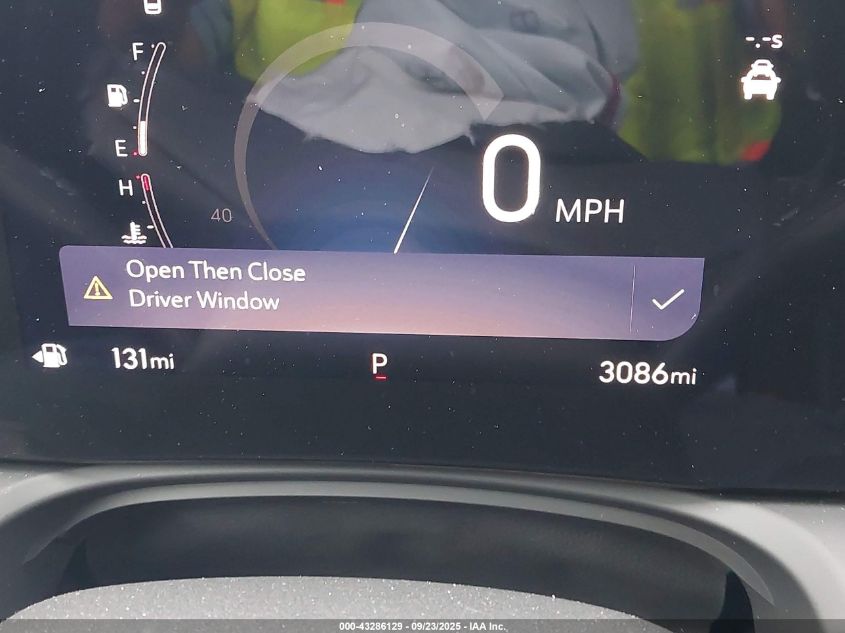 F
-.-s
E
H
40
0 MPH
Open Then Close
Driver Window
131mi
P
3086mi
000-43286129 - 09/23/2025 - IAA Inc.